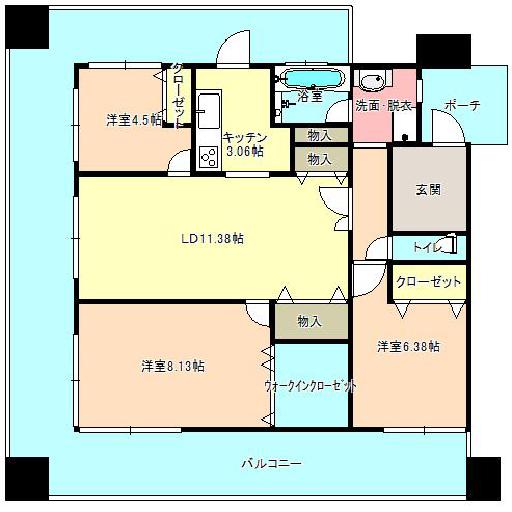 クローゼット
浴室
洗面・脱衣
ポーチ
洋室4.5帖
キッチン
3.06帖
物入
物入
玄関
LD11.38帖
トイレ
クローゼット
物入
洋室6.38帖
洋室8.13帖
ウォークインクローゼット
バルコニー